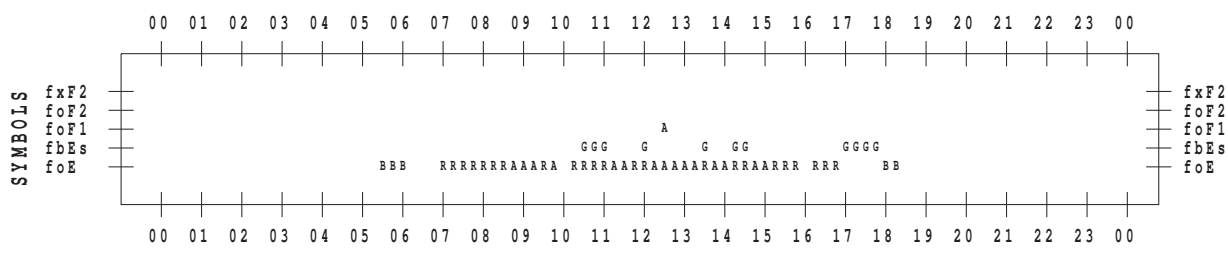 00 01 02 03 04 05 06 07 08 09 10 11 12 13 14 15 16 17 18 19 20 21 22 23 00
SYMBOLS
fxF2 fxF2
foF2 foF2
foF1 A foF1
fbEs GGG G G GG GGGG fbEs
foE BBB RRRRRRRAAARA RRRRAARRAAAAARAARRAARRR RRR BB foE
00 01 02 03 04 05 06 07 08 09 10 11 12 13 14 15 16 17 18 19 20 21 22 23 00